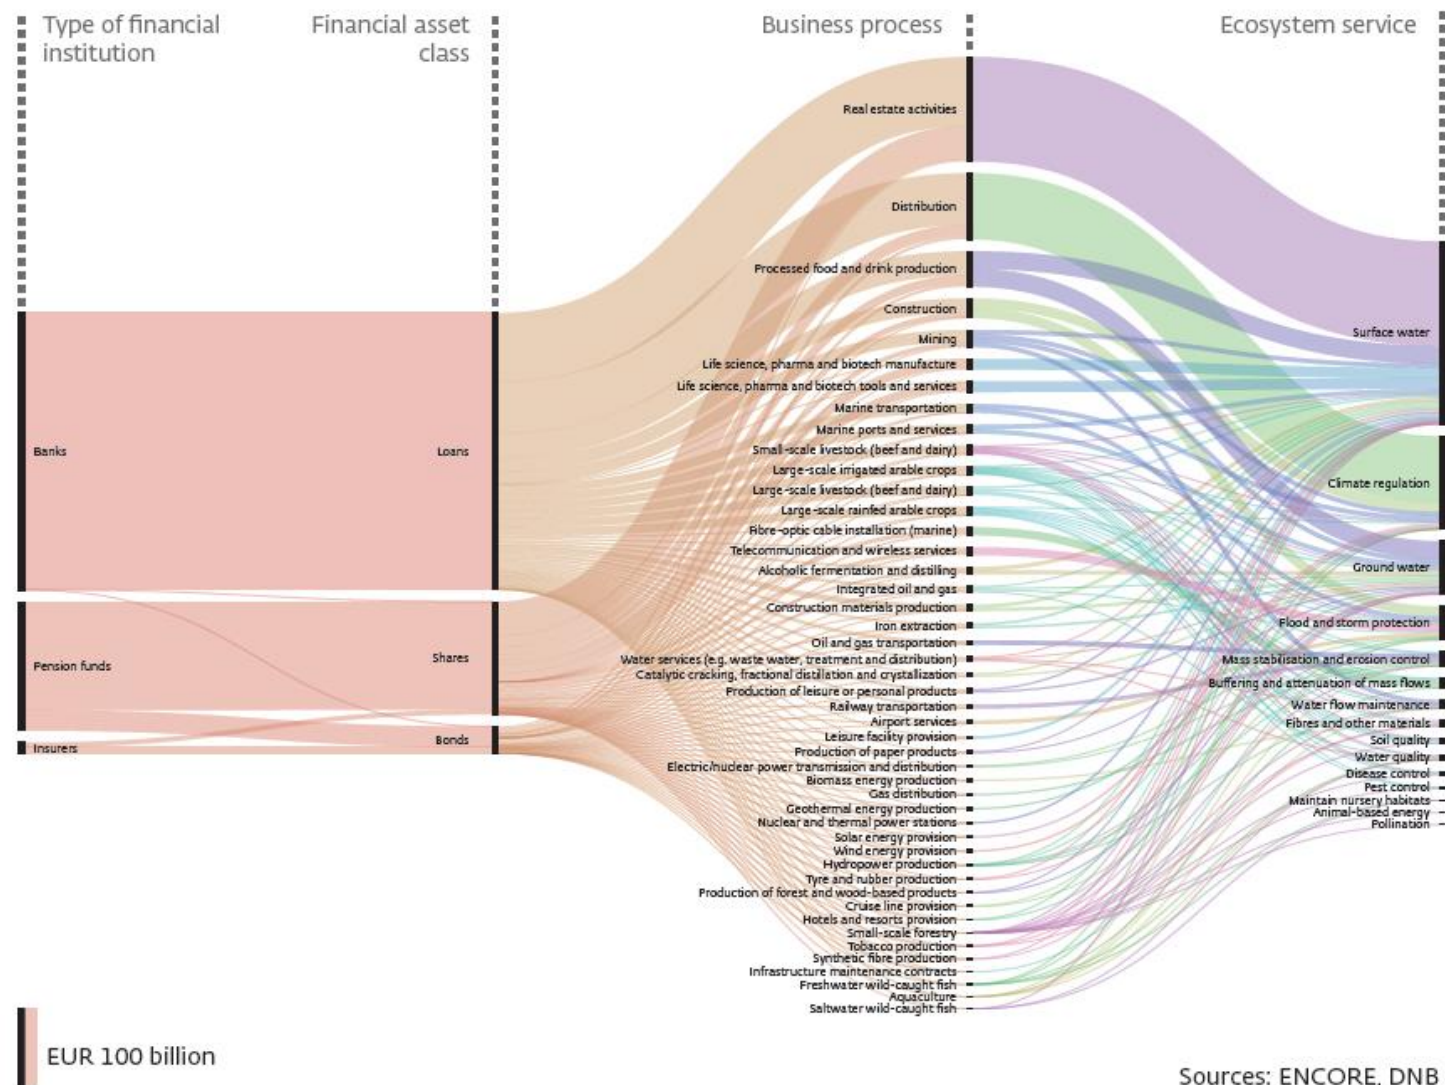 Type of financial
institution
Financial asset
class
Business process
Ecosystem service
Banks
Pension funds
Insurers
Loans
Shares
Bonds
Real estate activities
Distribution
Processed food and drink production
Construction
Mining
Life science, pharma and biotech manufacture
Life science, pharma and biotech tools and services
Marine transportation
Marine ports and services
Small-scale livestock (beef and dairy)
Large-scale irrigated arable crops
Large-scale livestock (beef and dairy)
Large-scale rainfed arable crops
Fibre-optic cable installation (marine)
Telecommunication and wireless services
Alcoholic fermentation and distilling
Integrated oil and gas
Construction materials production
Iron extraction
Oil and gas transportation
Water services (e.g. waste water, treatment and distribution)
Catalytic cracking, fractional distillation and crystallization
Production of leisure or personal products
Railway transportation
Airport services
Leisure facility provision
Production of paper products
Electric/nuclear power transmission and distribution
Biomass energy production
Gas distribution
Geothermal energy production
Nuclear and thermal power stations
Solar energy provision
Wind energy provision
Hydropower production
Tyre and rubber production
Production of forest and wood-based products
Cruise line provision
Hotels and resorts provision
Small-scale forestry
Tobacco production
Synthetic fibre production
Infrastructure maintenance contracts
Freshwater wild-caught fish
Aquaculture
Saltwater wild-caught fish
Surface water
Climate regulation
Ground water
Flood and storm protection
Mass stabilisation and erosion control
Buffering and attenuation of mass flows
Water flow maintenance
Fibres and other materials
Soil quality
Water quality
Disease control
Pest control
Maintain nursery habitats
Animal-based energy
Pollination
EUR 100 billion
Sources: ENCORE, DNB